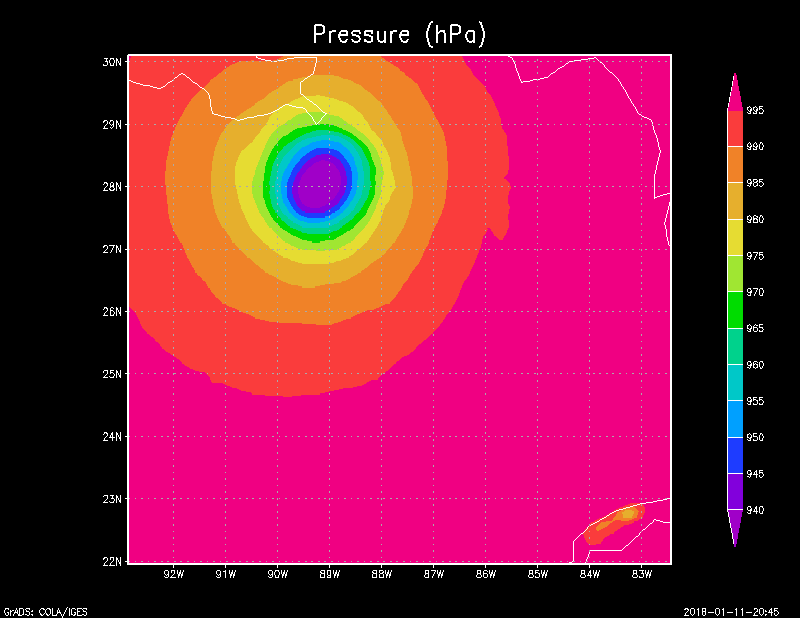 Pressure (hPa)
30N
29N
28N
27N
26N
25N
24N
23N
22N
92W 91W 90W 89W 88W 87W 86W 85W 84W 83W
995
990
985
980
975
970
965
960
955
950
945
940
GrADS: COLA/IGES 2018-01-11-20:45